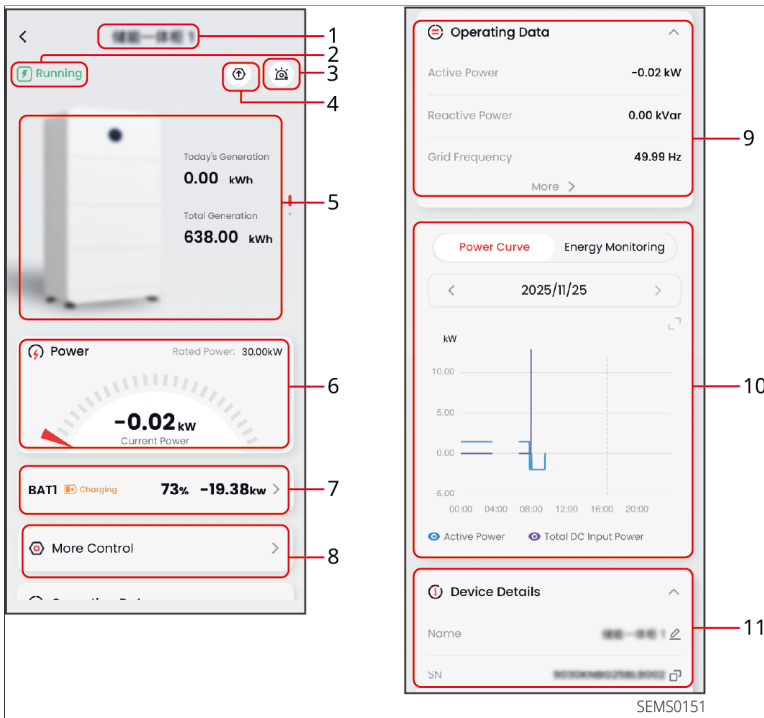 1
2
Running
3
4
Today's Generation
0.00 kWh
5
Total Generation
638.00 kWh
Power
Rated Power: 30.00kW
6
-0.02 kW
Current Power
BAT1 Charging 73% -19.38kw
7
More Control
8
Operating Data
Active Power -0.02 kW
Reactive Power 0.00 kVar
9
Grid Frequency 49.99 Hz
More
Power Curve Energy Monitoring
2025/11/25
kW
10.00
10
5.00
0.00
6.00
00:00 04:00 08:00 12:00 16:00 20:00
Active Power Total DC Input Power
Device Details
Name
11
SN
SEMS0151